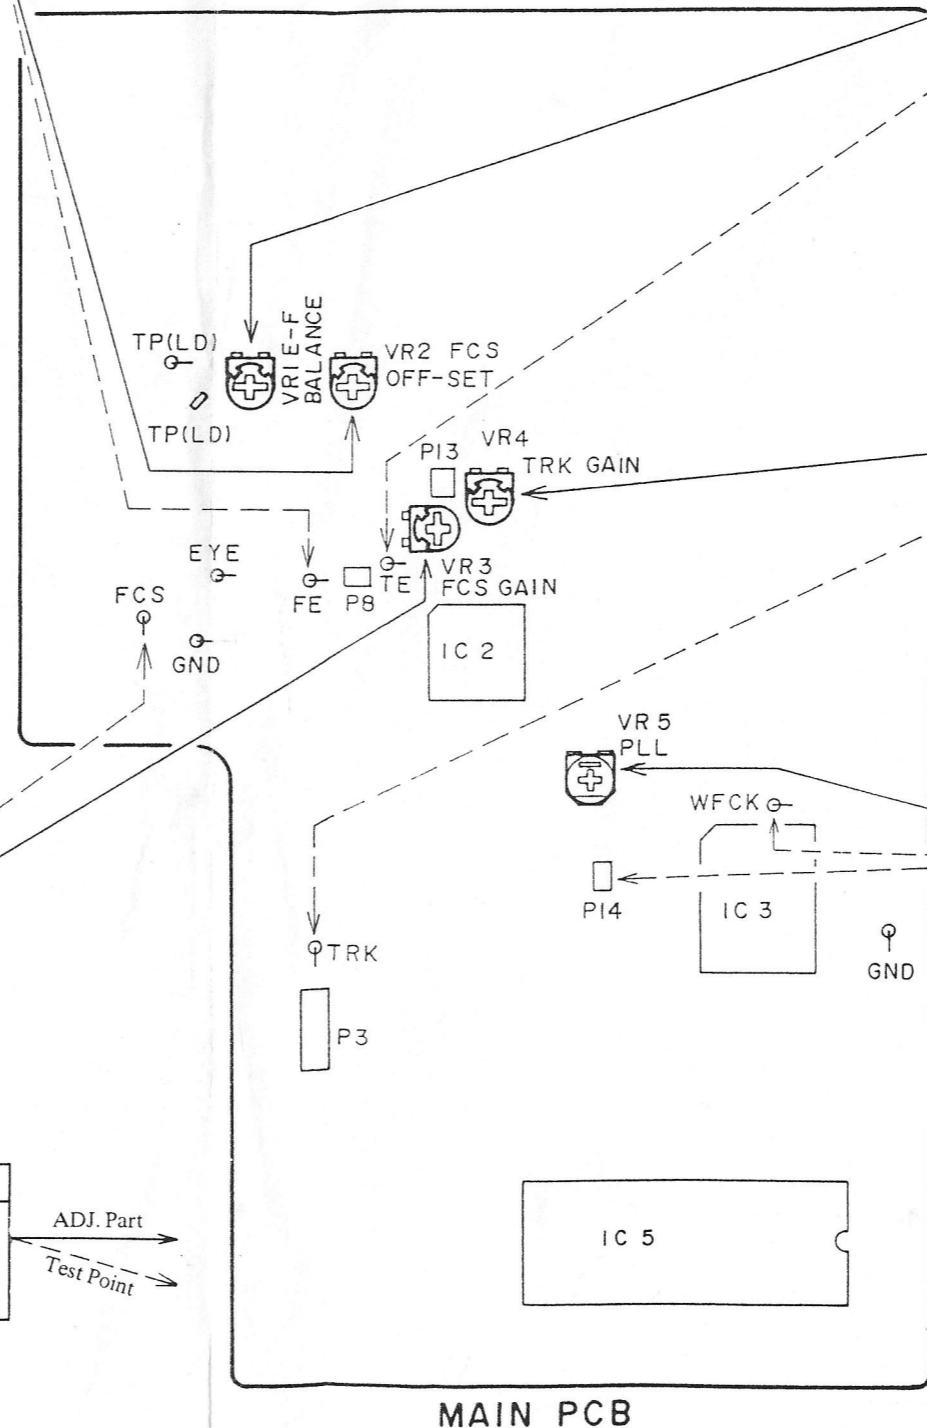 TP(LD)
TP(LD)
VR1 E-F
BALANCE
VR2 FCS
OFF-SET
P13
VR4
TRK GAIN
VR3
FCS GAIN
EYE
FCS
GND
FE
P8
TE
IC 2
VR5
PLL
WFCK
P14
IC 3
GND
TRK
P3
ADJ. Part
Test Point
IC 5
MAIN PCB